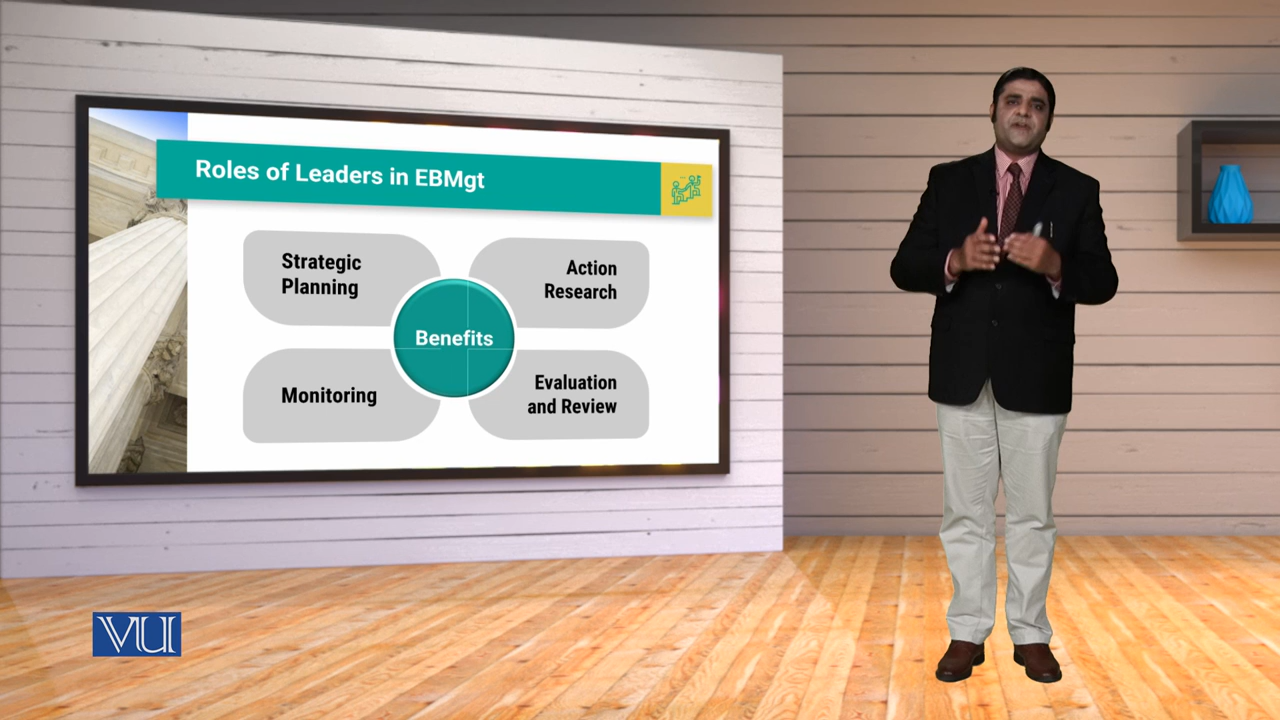 Roles of Leaders in EBMgt
Strategic
Planning
Action
Research
Benefits
Monitoring
Evaluation
and Review
VU